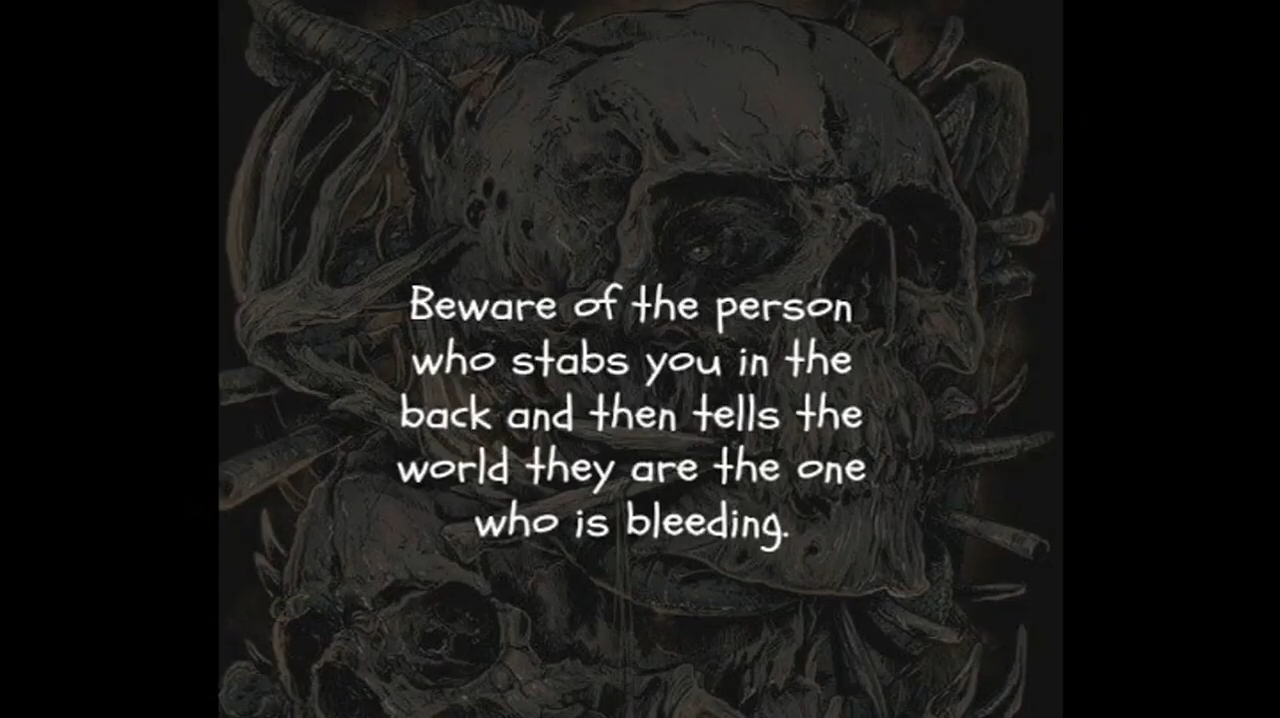 Beware of the person
who stabs you in the
back and then tells the
world they are the one
who is bleeding.